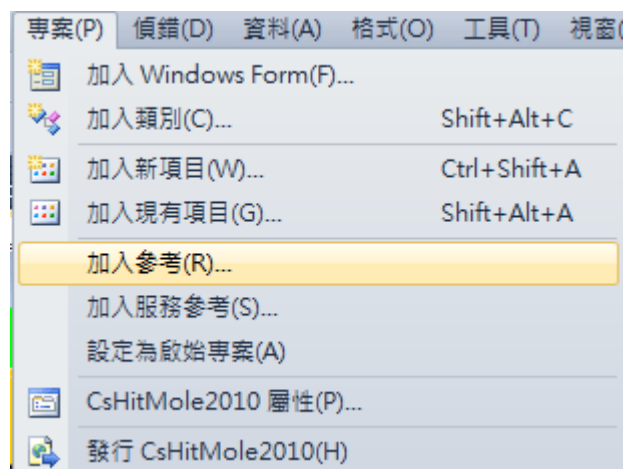 專案(P) 偵錯(D) 資料(A) 格式(O) 工具(T) 視窗(
加入 Windows Form(F)...
加入類別(C)... Shift+Alt+C
加入新項目(W)... Ctrl+Shift+A
加入現有項目(G)... Shift+Alt+A
加入參考(R)...
加入服務參考(S)...
設定為啟始專案(A)
CsHitMole2010 屬性(P)...
發行 CsHitMole2010(H)